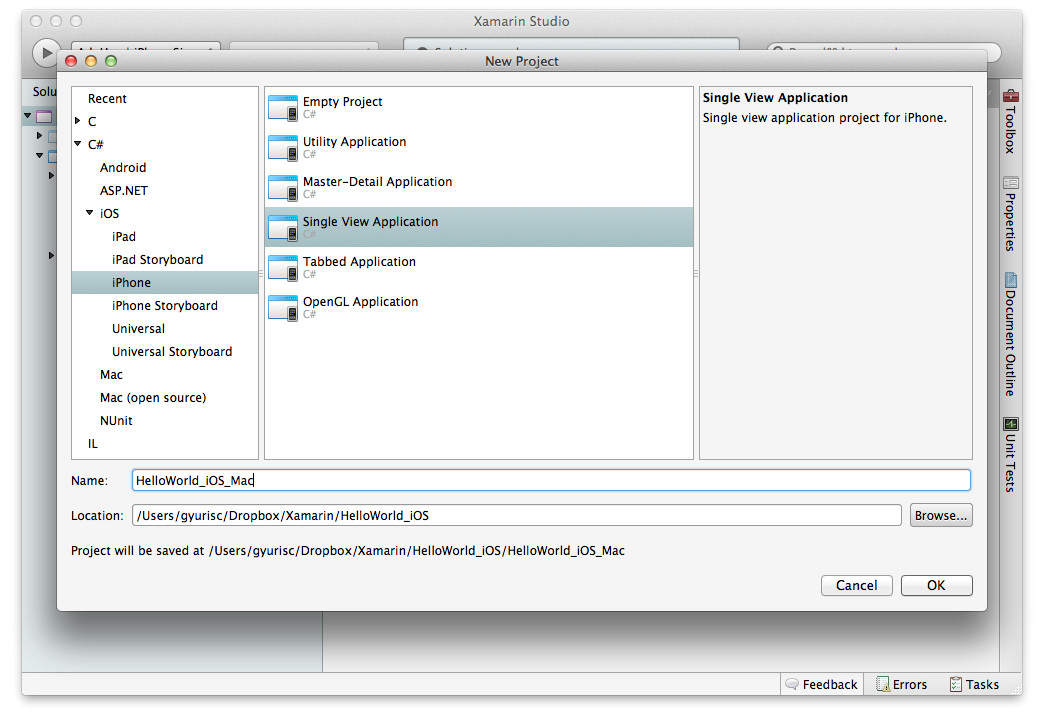 Xamarin Studio
New Project
Solu
Recent
C
C#
Android
ASP.NET
iOS
iPad
iPad Storyboard
iPhone
iPhone Storyboard
Universal
Universal Storyboard
Mac
Mac (open source)
NUnit
IL
Empty Project
C#
Utility Application
C#
Master-Detail Application
C#
Single View Application
C#
Tabbed Application
C#
OpenGL Application
C#
Single View Application
Single view application project for iPhone.
Toolbox
Properties
Document Outline
Unit Tests
Name: HelloWorld_iOS_Mac
Location: /Users/gyurisc/Dropbox/Xamarin/HelloWorld_iOS Browse...
Project will be saved at /Users/gyurisc/Dropbox/Xamarin/HelloWorld_iOS/HelloWorld_iOS_Mac
Cancel OK
Feedback Errors Tasks